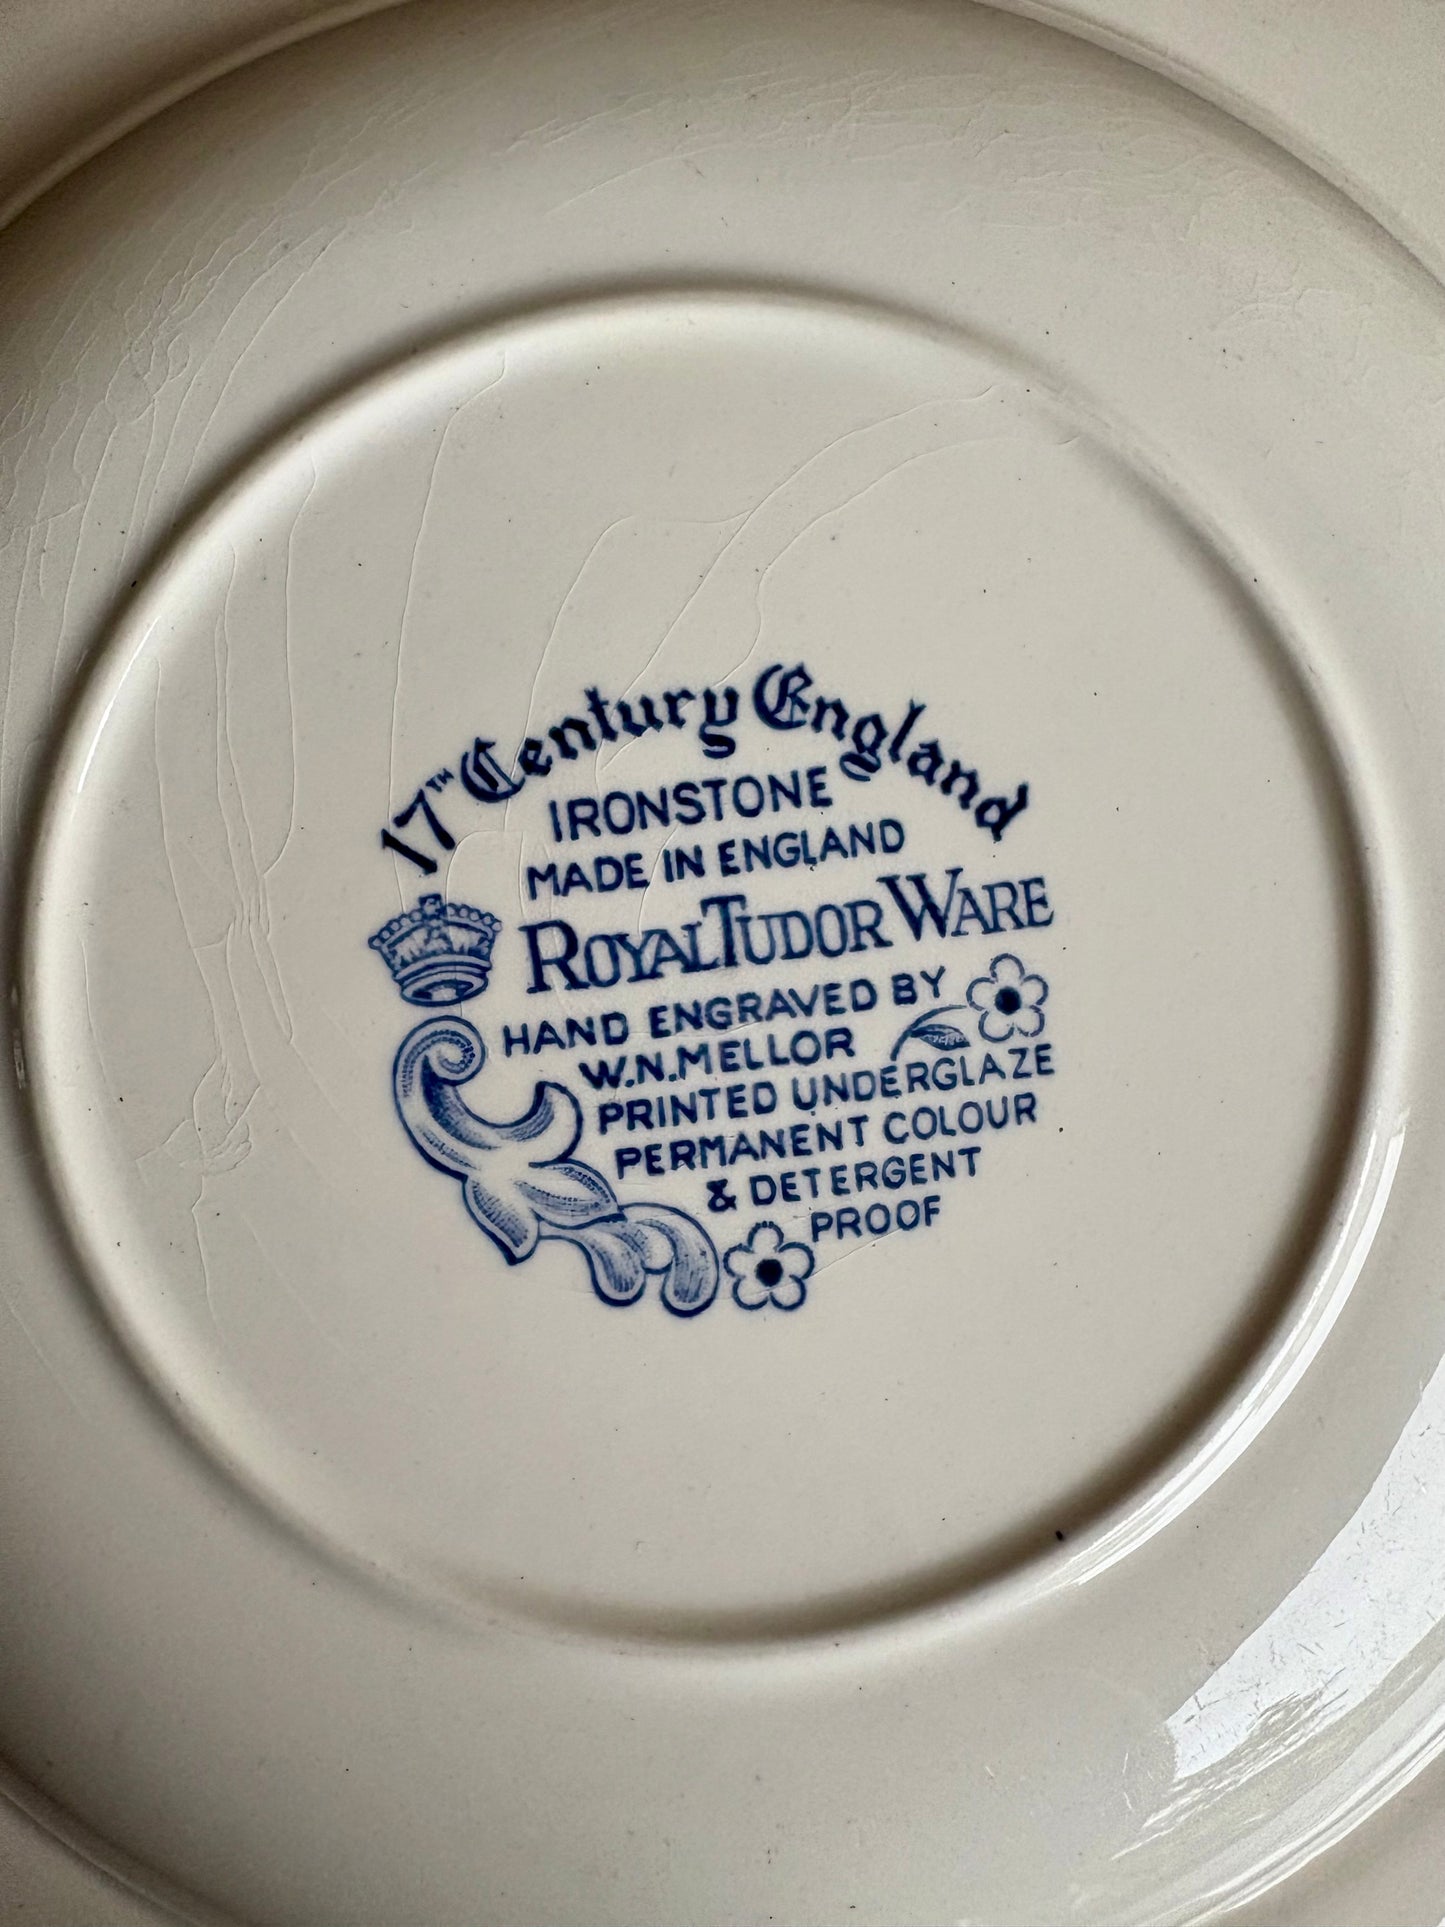 17TH Century England
IRONSTONE
MADE IN ENGLAND
ROYAL TUDOR WARE
HAND ENGRAVED BY
W.N.MELLOR
PRINTED UNDERGLAZE
PERMANENT COLOUR
& DETERGENT
PROOF